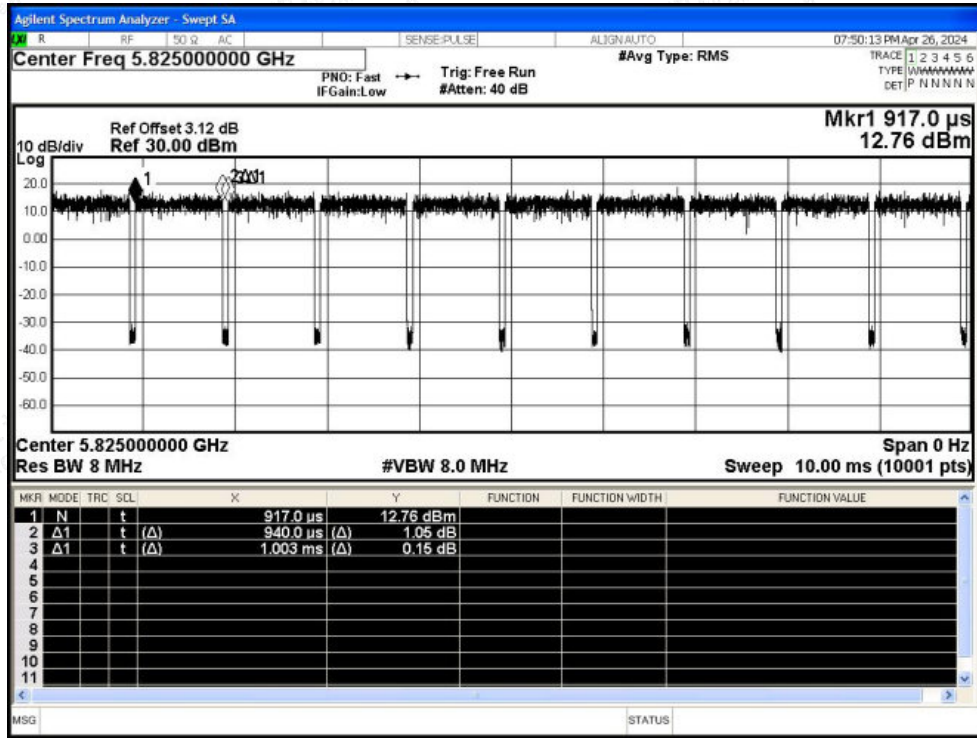 Agilent Spectrum Analyzer - Swept SA
LXI R RF 50 Ω AC SENSE:PULSE ALIGNAUTO 07:50:13 PM Apr 26, 2024
Center Freq 5.825000000 GHz #Avg Type: RMS TRACE 1 2 3 4 5 6
PNO: Fast Trig: Free Run TYPE WWWWWW
IFGain:Low #Atten: 40 dB DET P N N N N N
Mkr1 917.0 µs
Ref Offset 3.12 dB
10 dB/div Ref 30.00 dBm 12.76 dBm
Log
1
20.0
10.0
0.00
-10.0
-20.0
-30.0
-40.0
-50.0
-60.0
Center 5.825000000 GHz Span 0 Hz
Res BW 8 MHz #VBW 8.0 MHz Sweep 10.00 ms (10001 pts)
MKR MODE TRC SCL X Y FUNCTION FUNCTION WIDTH FUNCTION VALUE
1 N t 917.0 µs 12.76 dBm
2 Δ1 t (Δ) 940.0 µs (Δ) 1.05 dB
3 Δ1 t (Δ) 1.003 ms (Δ) 0.15 dB
4
5
6
7
8
9
10
11
MSG STATUS